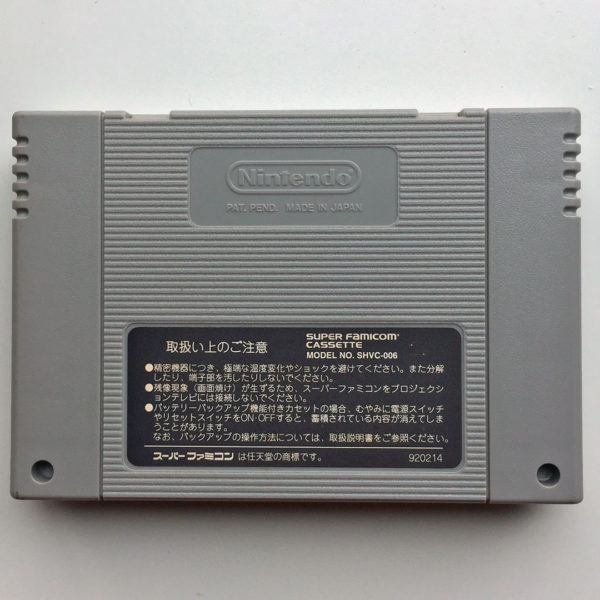 Nintendo
PAT. PEND. MADE IN JAPAN
取扱い上のご注意
SUPER FAMICOM
CASSETTE
MODEL NO. SHVC-006
●精密機器につき、極端な温度変化やショックを避けてください。また分解
したり、端子部を汚したりしないでください。
●残像現象（画面焼け）が生ずるため、スーパーファミコンをプロジェクシ
ョンテレビには接続しないでください。
●バッテリーバックアップ機能付きカセットの場合、むやみに電源スイッチ
やリセットスイッチをON・OFFすると、蓄積されている内容が消えてしま
うことがあります。
なお、バックアップの操作方法については、取扱説明書をご参照ください。
スーパーファミコン は任天堂の商標です。
920214